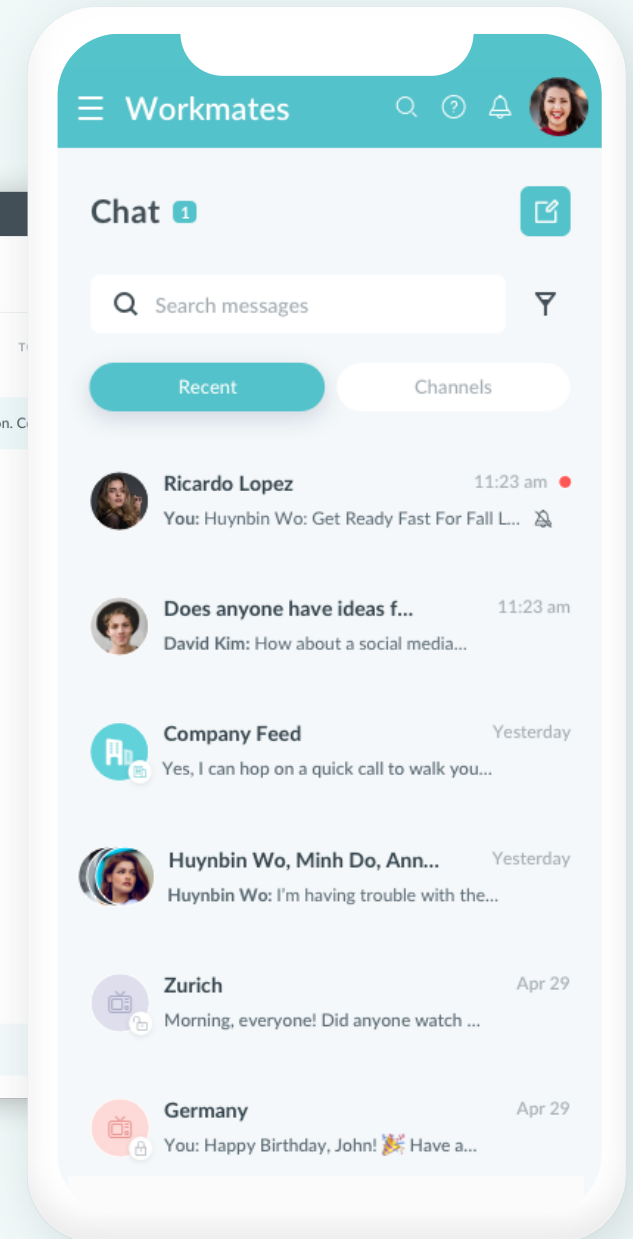 Workmates
Chat 1
Search messages
Recent Channels
Ricardo Lopez 11:23 am
You: Huynbin Wo: Get Ready Fast For Fall L...
Does anyone have ideas f... 11:23 am
David Kim: How about a social media...
Company Feed Yesterday
Yes, I can hop on a quick call to walk you...
Huynbin Wo, Minh Do, Ann... Yesterday
Huynbin Wo: I'm having trouble with the...
Zurich Apr 29
Morning, everyone! Did anyone watch ...
Germany Apr 29
You: Happy Birthday, John! 🎉 Have a...